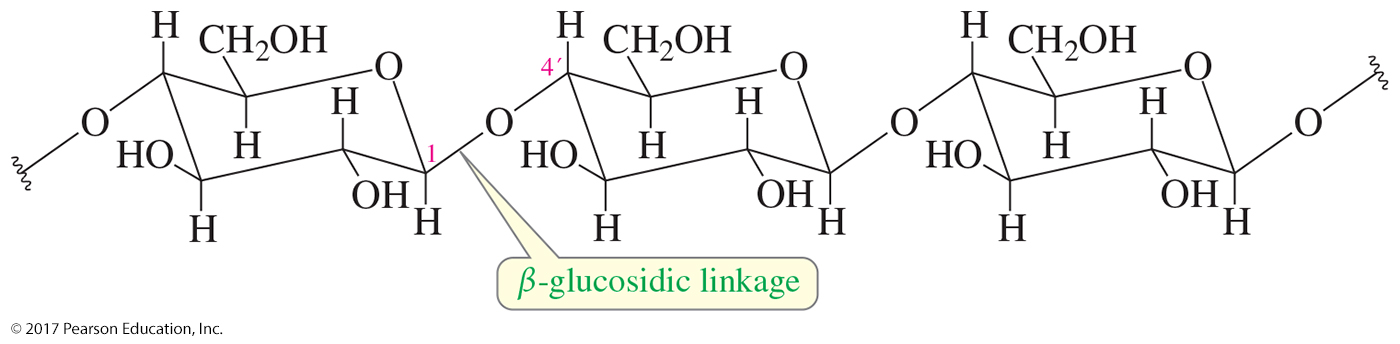 H CH₂OH O H CH₂OH O H CH₂OH O
4′
O H H O H H O H H O
HO 1 HO HO
OH OH OH
H H H H H H
β-glucosidic linkage
© 2017 Pearson Education, Inc.